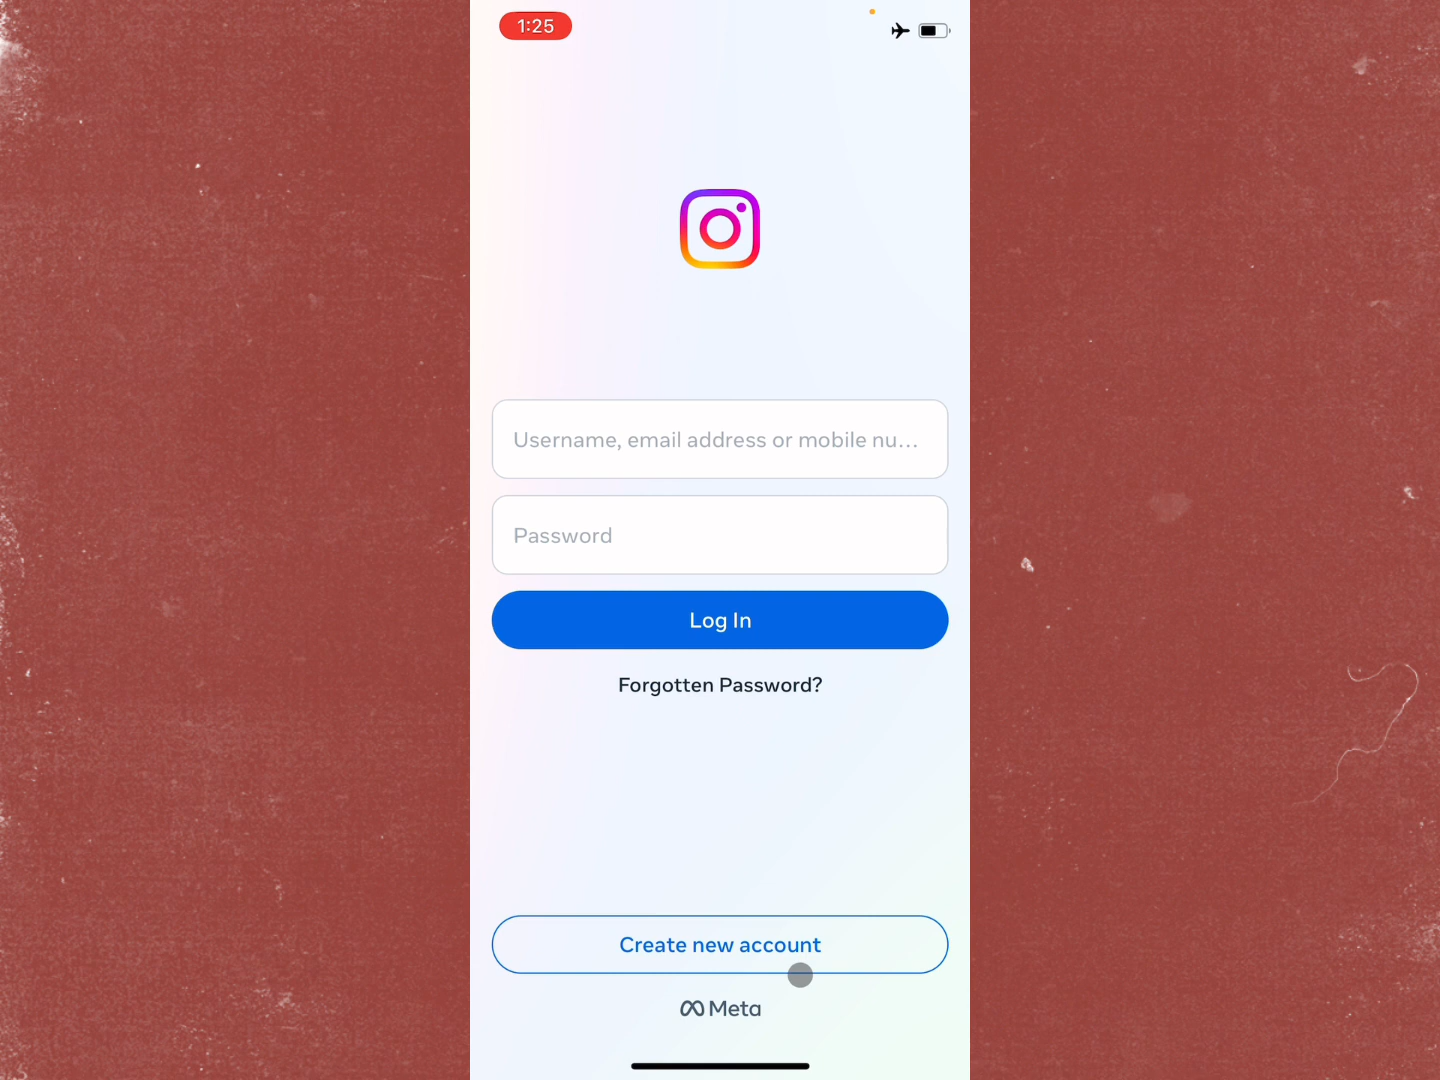 1:25
Username, email address or mobile nu...
Password
Log In
Forgotten Password?
Create new account
Meta